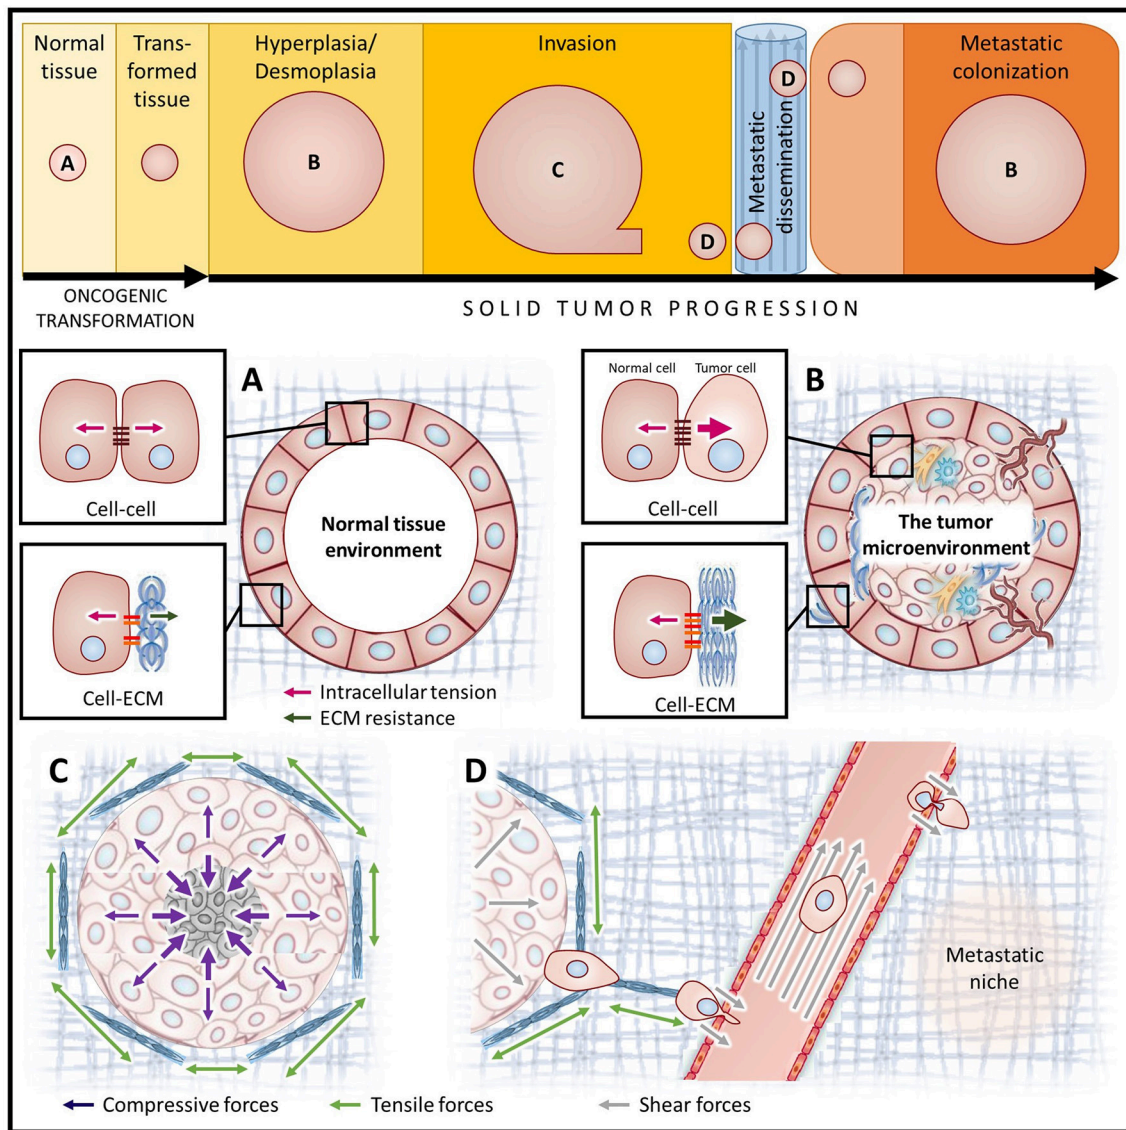 Normal
tissue
Trans-
formed
tissue
Hyperplasia/
Desmoplasia
Invasion
Metastatic
dissemination
Metastatic
colonization
A
B
C
D
D
B
ONCOGENIC
TRANSFORMATION
SOLID TUMOR PROGRESSION
A
Cell-cell
Normal tissue
environment
Cell-ECM
Intracellular tension
ECM resistance
B
Normal cell
Tumor cell
Cell-cell
The tumor
microenvironment
Cell-ECM
C
D
Metastatic
niche
Compressive forces
Tensile forces
Shear forces